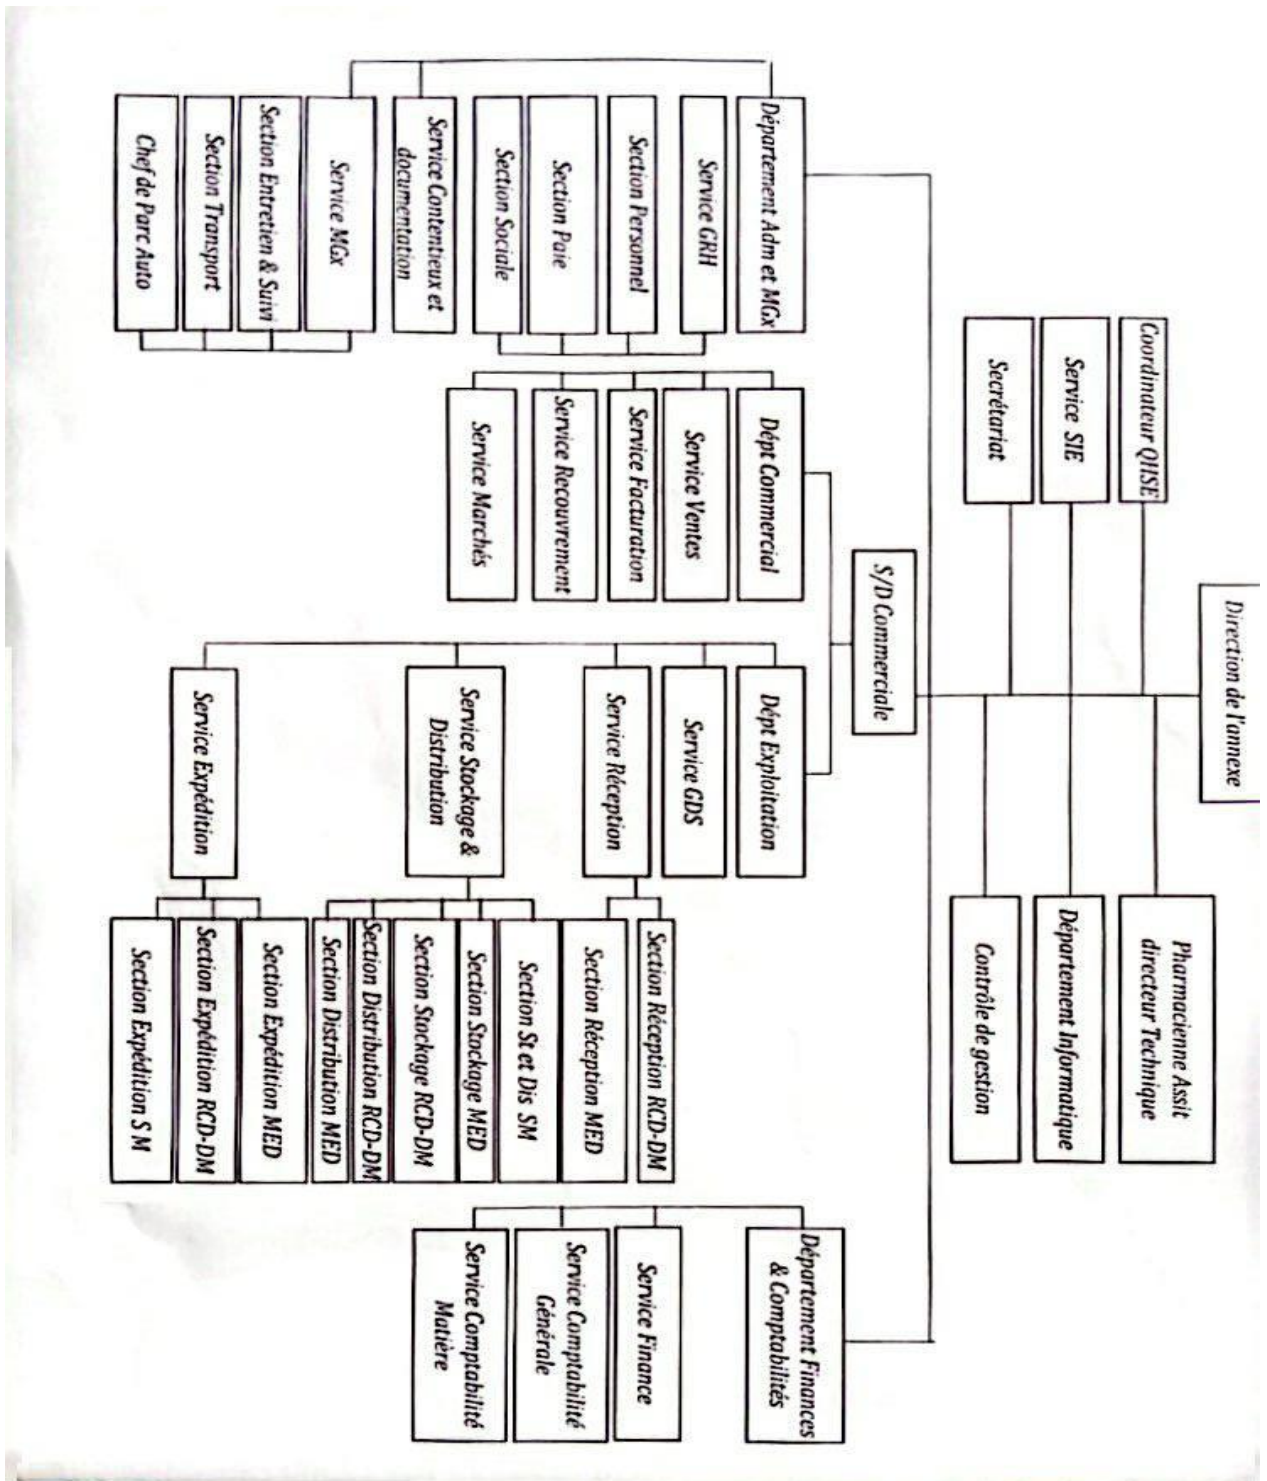 Direction de l'annexe
Coordinateur QHSE
Service SIE
Secrétariat
Pharmacienne Assit
directeur Technique
Département Informatique
Contrôle de gestion
S/D Commerciale
Département Adm et MGx
Service GRH
Section Personnel
Section Paie
Section Sociale
Service Contentieux et
documentation
Service MGx
Section Entretien & Suivi
Section Transport
Chef de Parc Auto
Dépt Commercial
Service Ventes
Service Facturation
Service Recouvrement
Service Marchés
Dépt Exploitation
Service GDS
Service Réception
Service Stockage &
Distribution
Service Expédition
Section Réception RCD-DM
Section Réception MED
Section St et Dis SM
Section Stockage MED
Section Stockage RCD-DM
Section Distribution RCD-DM
Section Distribution MED
Section Expédition MED
Section Expédition RCD-DM
Section Expédition S M
Département Finances
& Comptabilités
Service Finance
Service Comptabilité
Générale
Service Comptabilité
Matière